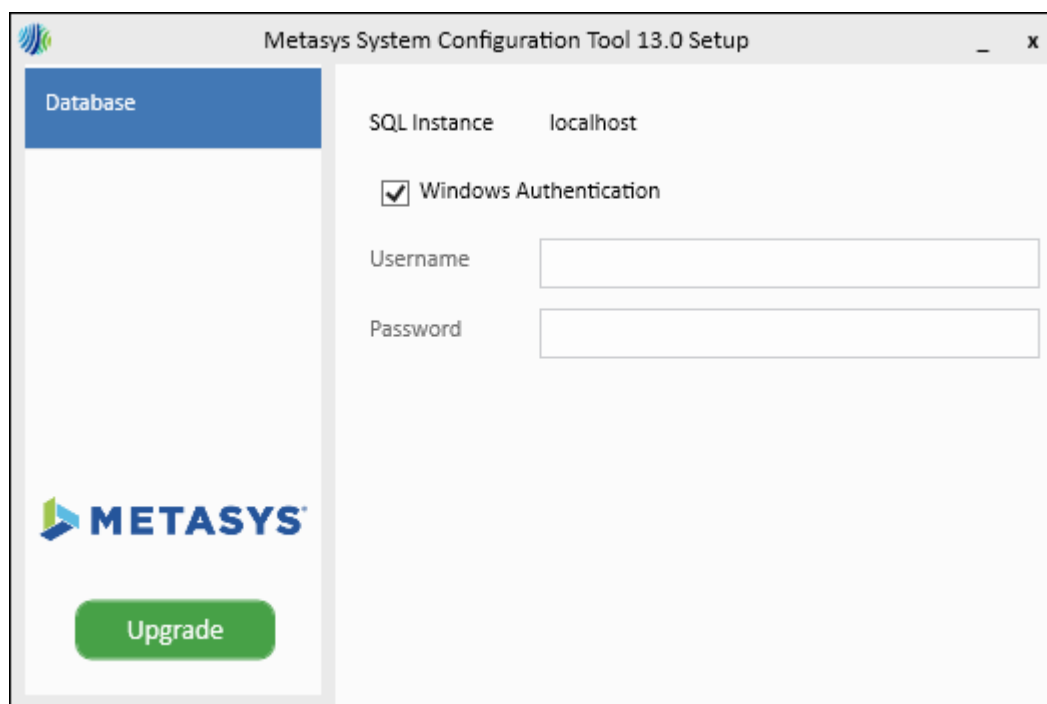 Metasys System Configuration Tool 13.0 Setup _ x
Database
SQL Instance localhost
Windows Authentication
Username
Password
METASYS
Upgrade